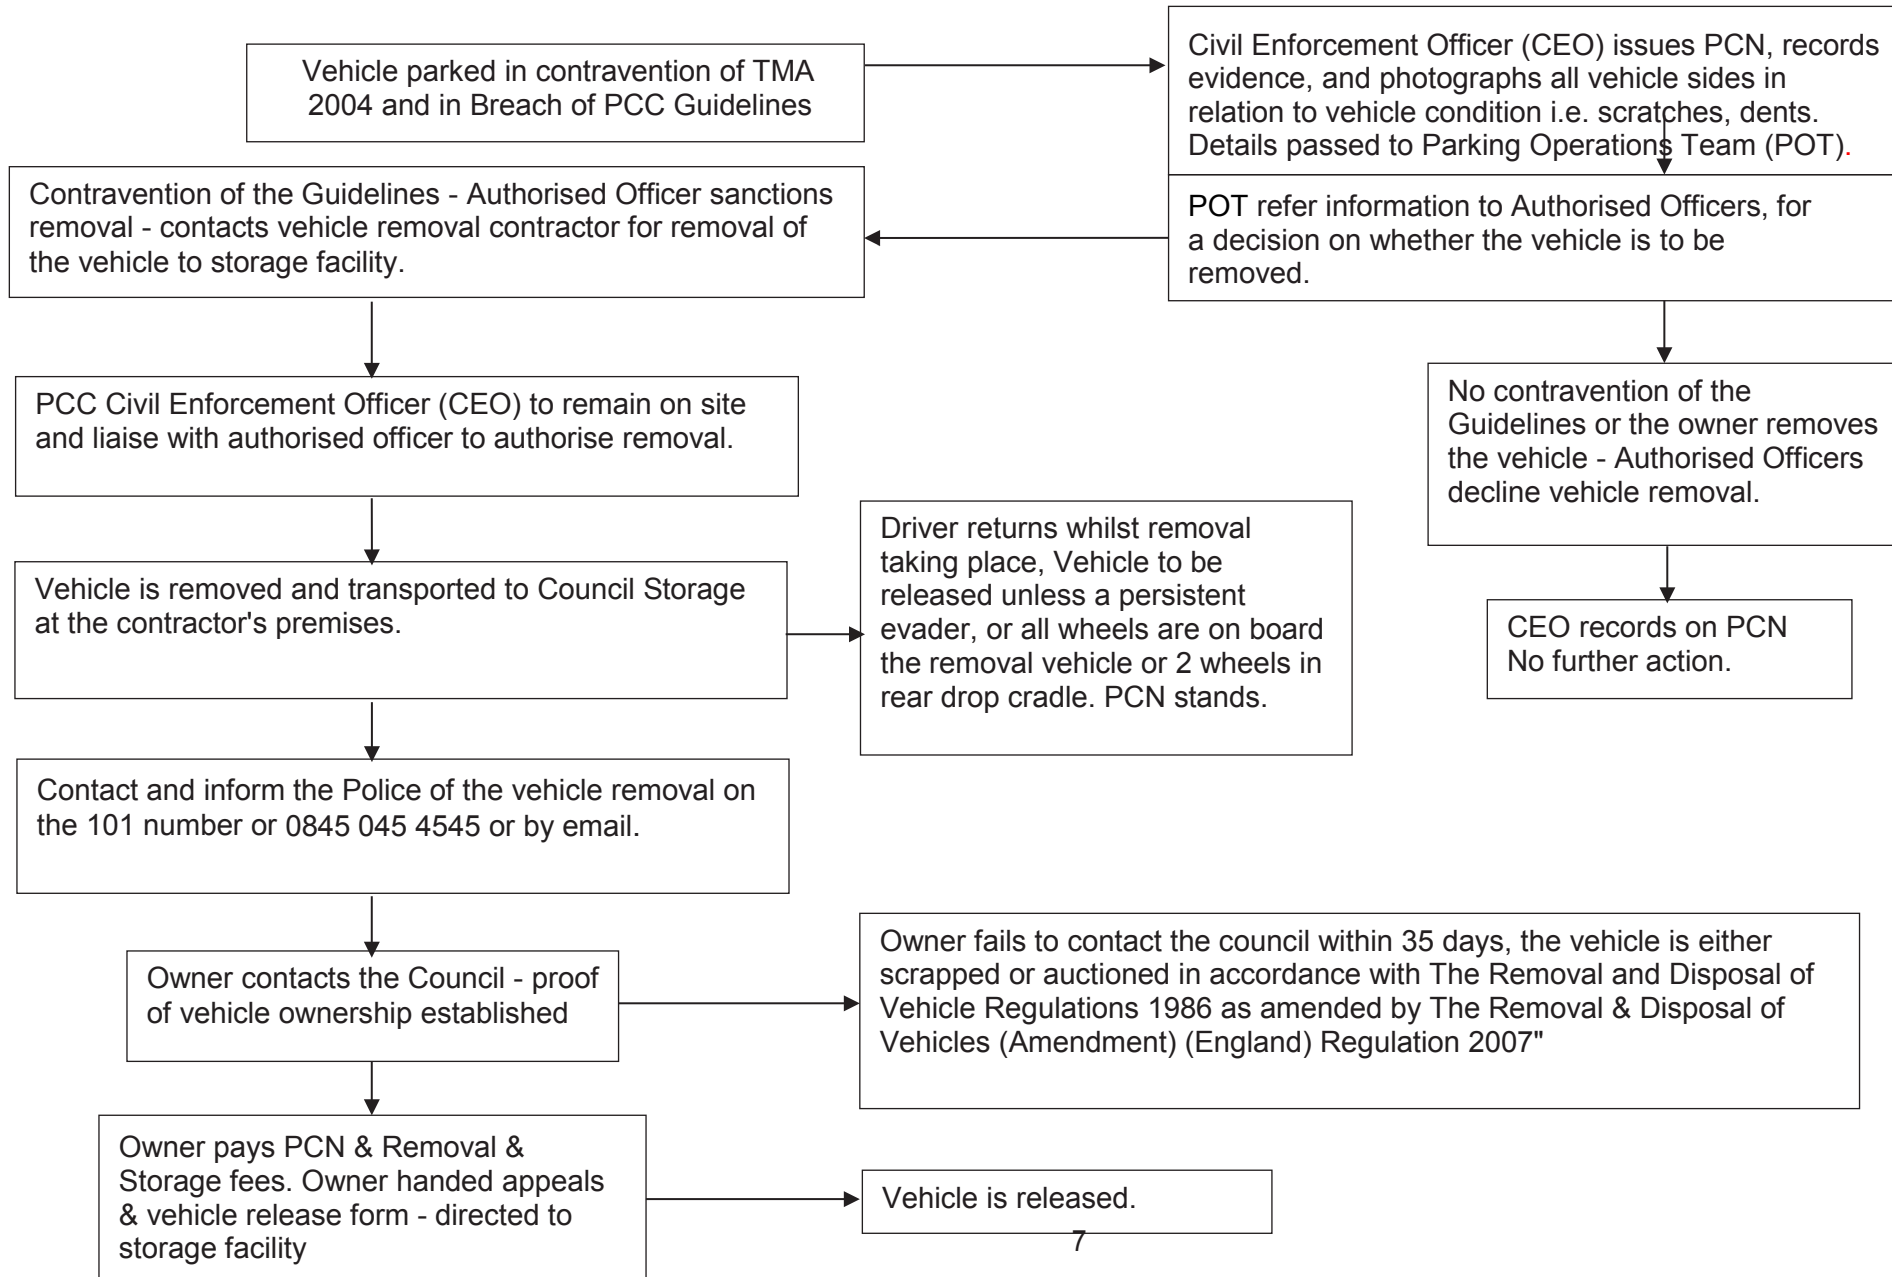 Vehicle parked in contravention of TMA
2004 and in Breach of PCC Guidelines
Civil Enforcement Officer (CEO) issues PCN, records
evidence, and photographs all vehicle sides in
relation to vehicle condition i.e. scratches, dents.
Details passed to Parking Operations Team (POT).
POT refer information to Authorised Officers, for
a decision on whether the vehicle is to be
removed.
Contravention of the Guidelines - Authorised Officer sanctions
removal - contacts vehicle removal contractor for removal of
the vehicle to storage facility.
No contravention of the
Guidelines or the owner removes
the vehicle - Authorised Officers
decline vehicle removal.
CEO records on PCN
No further action.
PCC Civil Enforcement Officer (CEO) to remain on site
and liaise with authorised officer to authorise removal.
Vehicle is removed and transported to Council Storage
at the contractor's premises.
Driver returns whilst removal
taking place, Vehicle to be
released unless a persistent
evader, or all wheels are on board
the removal vehicle or 2 wheels in
rear drop cradle. PCN stands.
Contact and inform the Police of the vehicle removal on
the 101 number or 0845 045 4545 or by email.
Owner contacts the Council - proof
of vehicle ownership established
Owner fails to contact the council within 35 days, the vehicle is either
scrapped or auctioned in accordance with The Removal and Disposal of
Vehicle Regulations 1986 as amended by The Removal & Disposal of
Vehicles (Amendment) (England) Regulation 2007"
Owner pays PCN & Removal &
Storage fees. Owner handed appeals
& vehicle release form - directed to
storage facility
Vehicle is released.
7